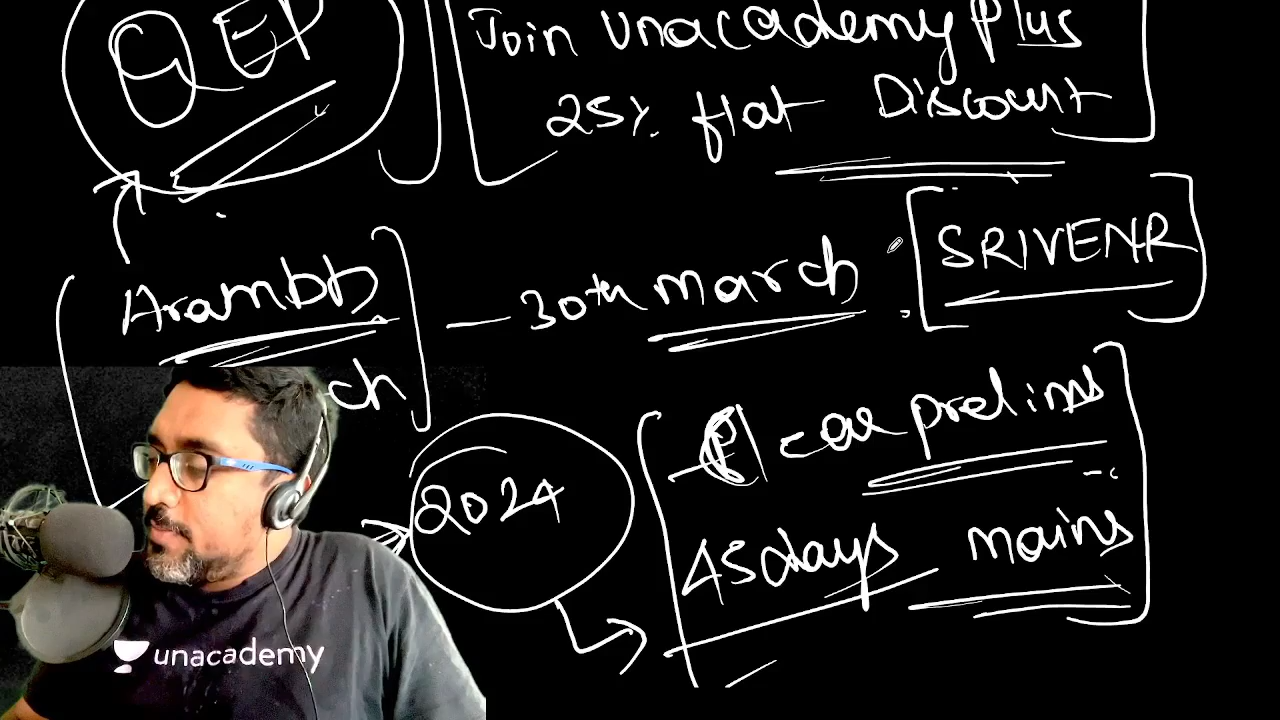 QEP
Join Unacademy Plus
25% flat Discount
Arambh - 30th march : [SRIVENR]
ch
2024
prelims
45days mains
unacademy